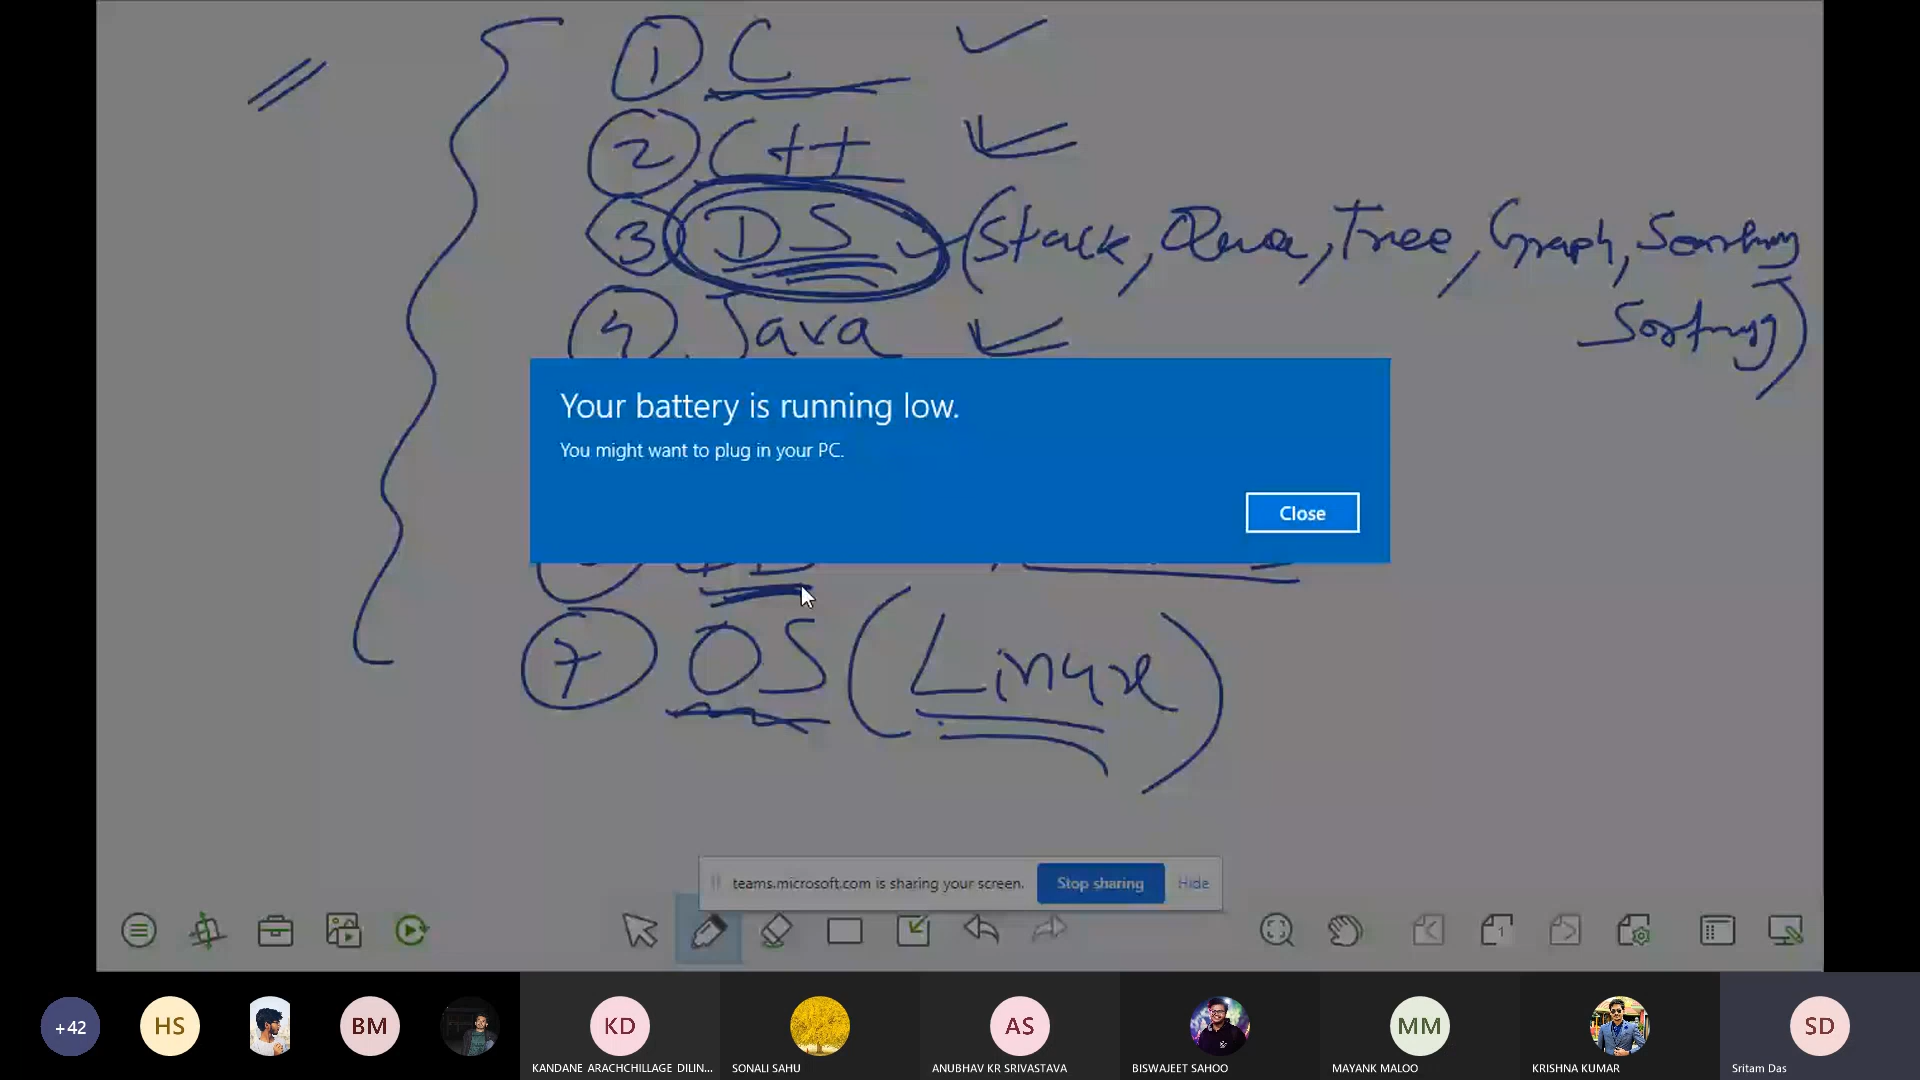 1 C
2 C++
3 DS (Stack, Queue, Tree, Graph, Searching
Sorting)
4. Java
Your battery is running low.
You might want to plug in your PC.
Close
7 OS (Linux)
teams.microsoft.com is sharing your screen. Stop sharing Hide
1
+42 HS BM KD AS MM SD
KANDANE ARACHCHILLAGE DILIN... SONALI SAHU ANUBHAV KR SRIVASTAVA BISWAJEET SAHOO MAYANK MALOO KRISHNA KUMAR Sritam Das